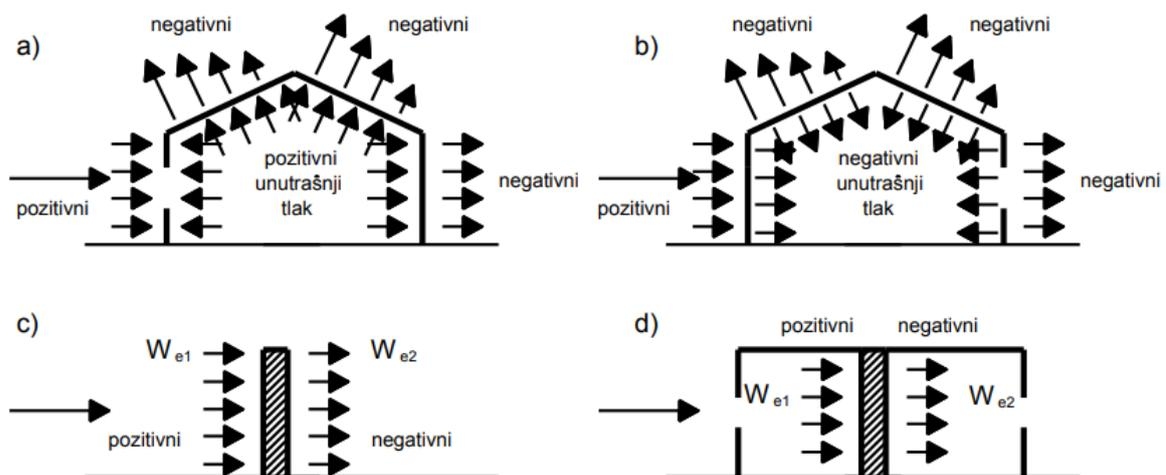 a)
negativni
negativni
pozitivni
pozitivni
unutrašnji
tlak
negativni
b)
negativni
negativni
pozitivni
negativni
unutrašnji
tlak
negativni
c)
W e1
W e2
pozitivni
negativni
d)
pozitivni
negativni
W e1
W e2